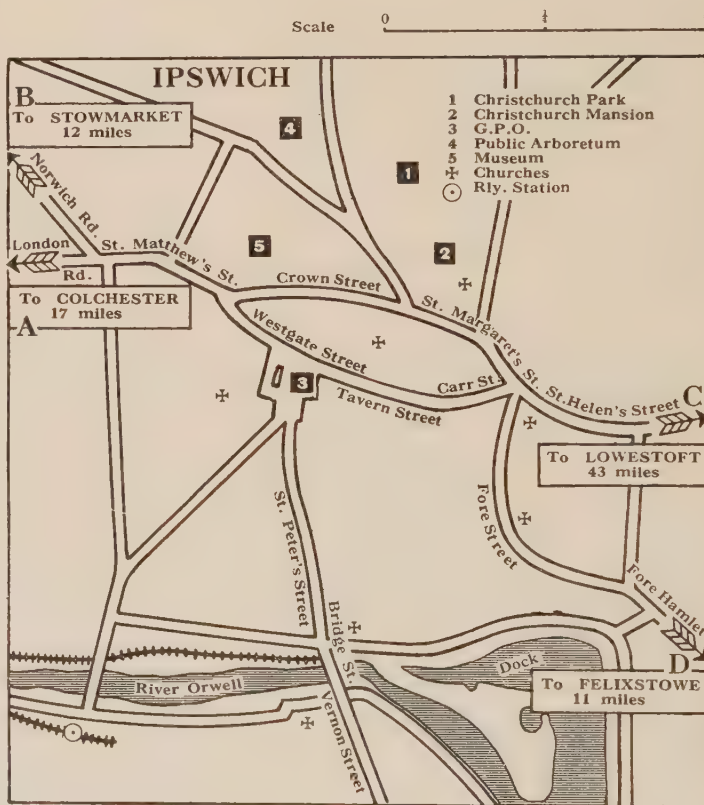 Scale 0 ¼
IPSWICH
B
To STOWMARKET
12 miles
1 Christchurch Park
2 Christchurch Mansion
3 G.P.O.
4 Public Arboretum
5 Museum
Churches
Rly. Station
4
1
Norwich Rd.
London
Rd.
St. Matthew's St.
5
2
Crown Street
To COLCHESTER
17 miles
A
St. Margaret's St.
Westgate Street
3
Tavern Street
Carr St.
St. Helen's Street
C
To LOWESTOFT
43 miles
St. Peter's Street
Fore Street
Fore Hamlet
Bridge St.
Dock
D
To FELIXSTOWE
11 miles
River Orwell
Vernon Street